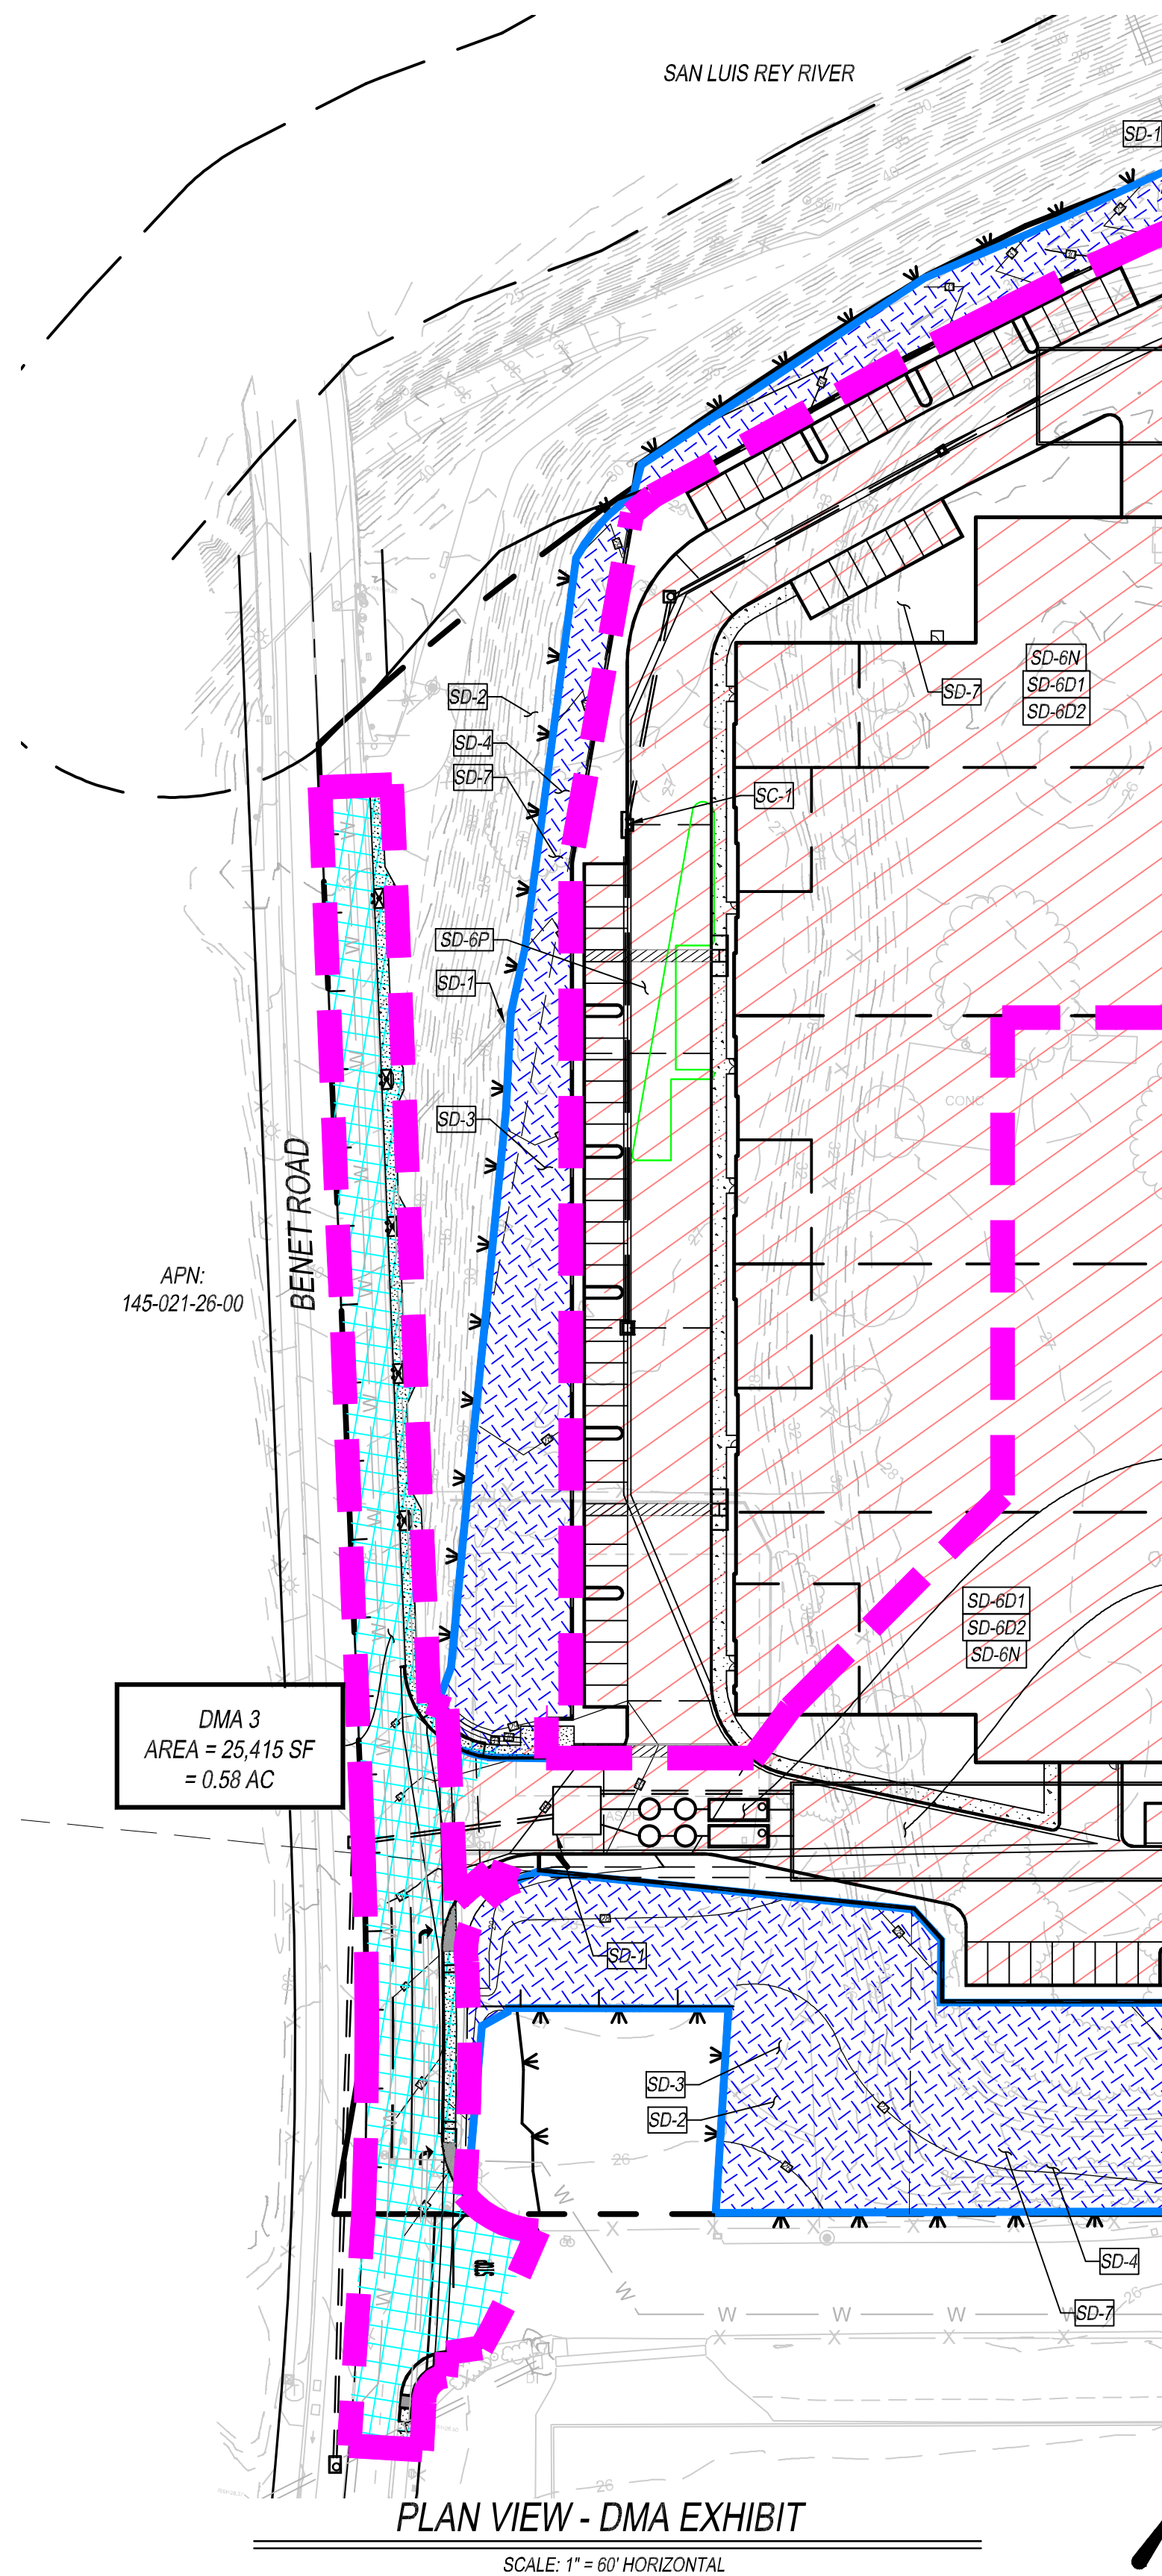 SAN LUIS REY RIVER
SD-1
SD-6N
SD-6D1
SD-6D2
SD-7
SD-2
SD-4
SD-7
SC-1
SD-6P
SD-1
CONC
SD-3
BENET ROAD
APN:
145-021-26-00
SD-6D1
SD-6D2
SD-6N
DMA 3
AREA = 25,415 SF
= 0.58 AC
SD-1
SD-3
SD-2
26
SD-4
SD-7
W
W
W
26
PLAN VIEW - DMA EXHIBIT
SCALE: 1" = 60' HORIZONTAL